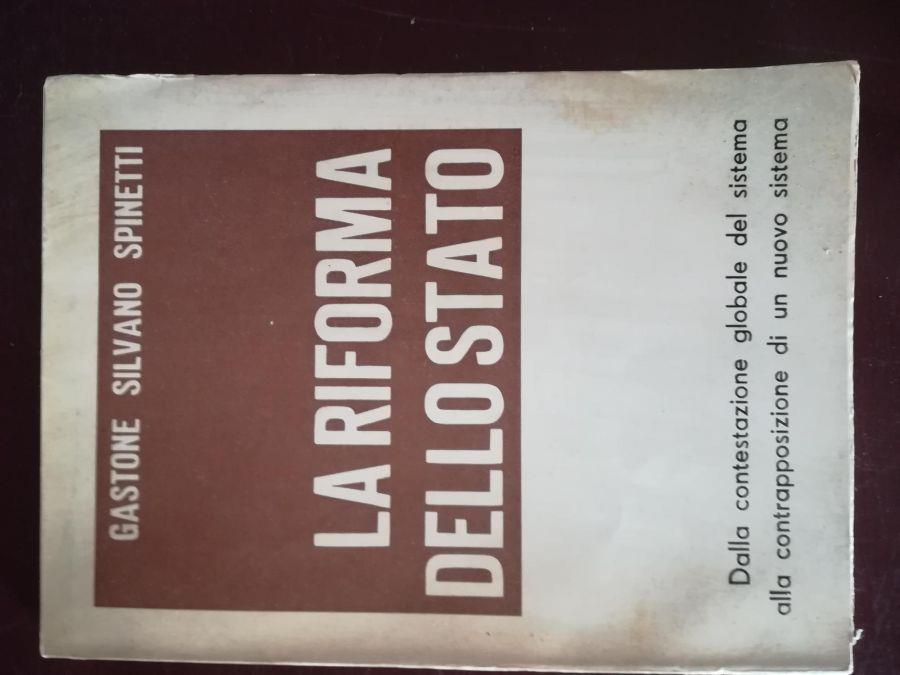 GASTONE SILVANO SPINETTI
LA RIFORMA
DELLO STATO
Dalla contestazione globale del sistema
alla contrapposizione di un nuovo sistema